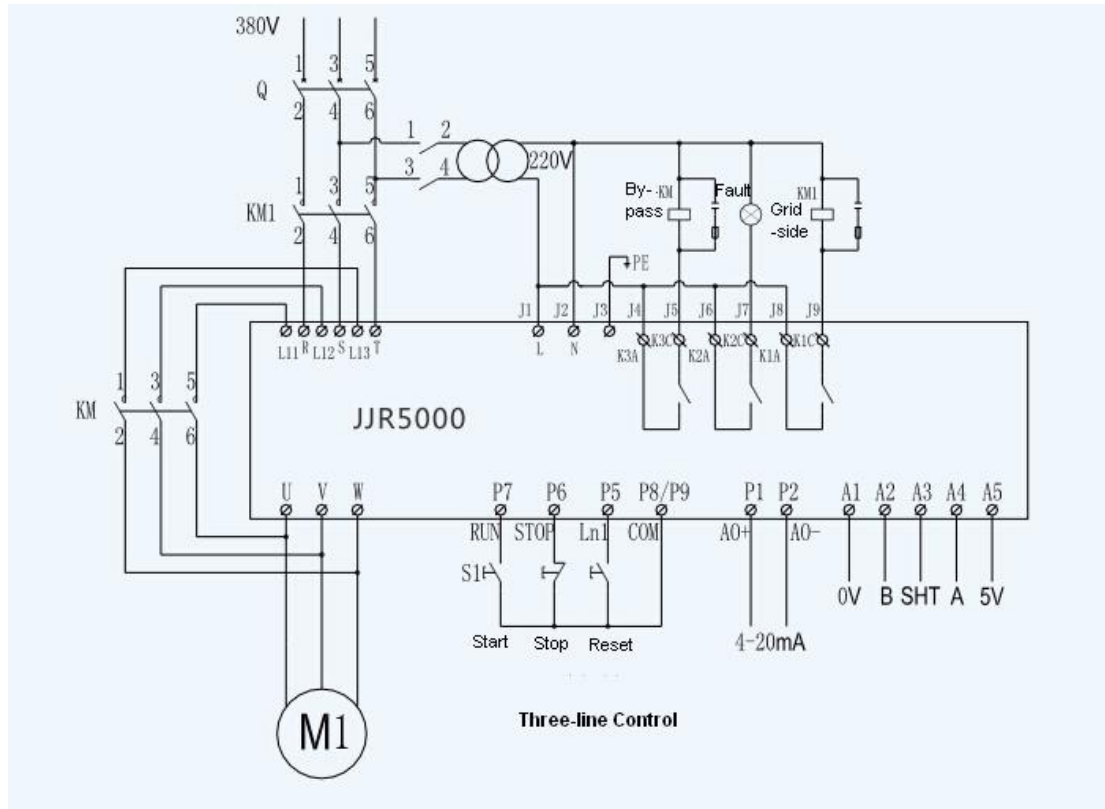 380V
1 3 5
Q
2 4 6
1 2
220V
3 4
1 3 5
KM1
2 4 6
By-pass
KM
Fault
Grid-side
KM1
PE
J1 J2 J3 J4 J5 J6 J7 J8 J9
L11 R L12 S L13 T
L N
K3A K3C K2A K2C K1A K1C
1 3 5
KM
2 4 6
JJR5000
U V W
P7 P6 P5 P8/P9 P1 P2 A1 A2 A3 A4 A5
RUN STOP Ln1 COM AO+ AO-
S1
0V B SHT A 5V
Start Stop Reset
4-20mA
Three-line Control
M1